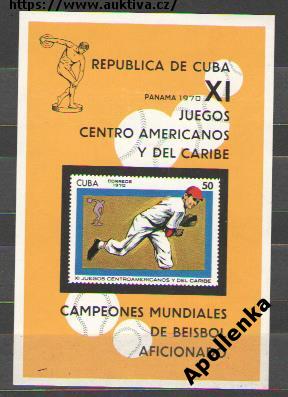 https://www.auktiva.cz/
REPUBLICA DE CUBA
PANAMA 1970 XI
JUEGOS
CENTRO AMERICANOS
Y DEL CARIBE
CUBA
CORREOS
1970
50
XI JUEGOS CENTROAMERICANOS Y DEL CARIBE
CAMPEONES MUNDIALES
DE BEISBOL
AFICIONADO
Apollenka